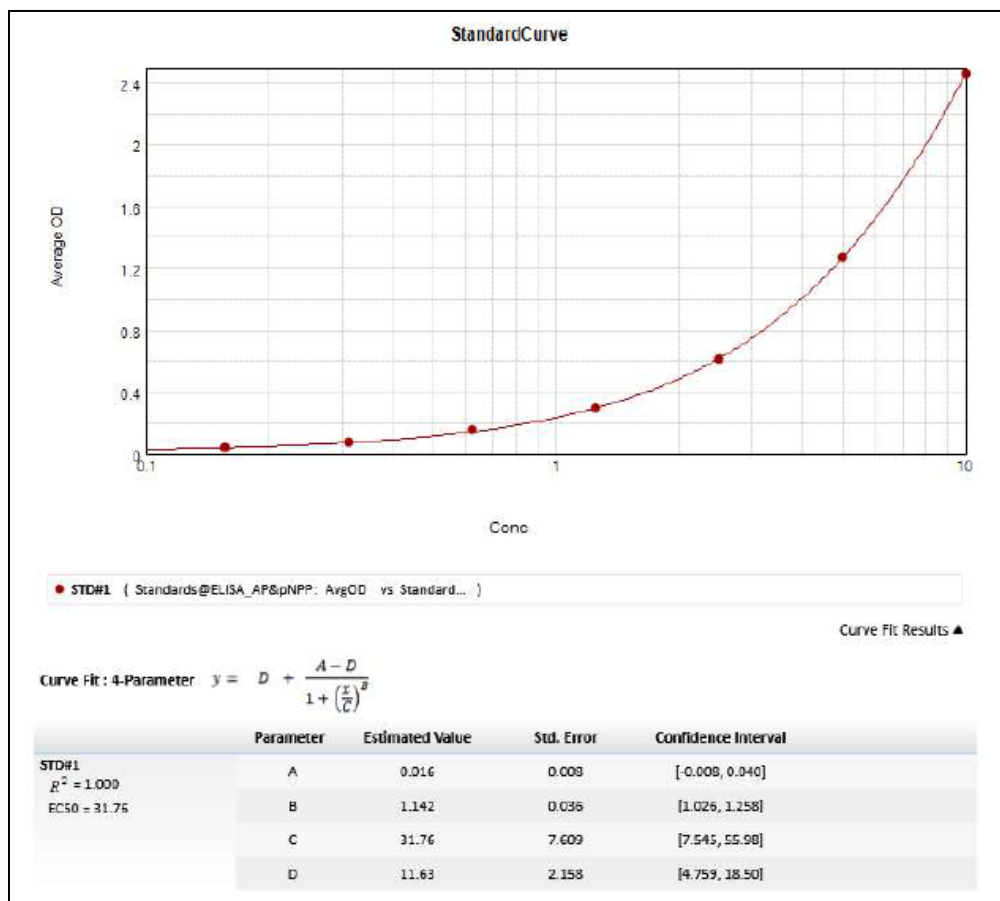 StandardCurve
2.4
2
1.6
1.2
0.8
0.4
0
0.1
1
10
Average OD
Conc
STD#1 ( Standards@ELISA_AP&pNPP: AvgOD vs Standard... )
Curve Fit Results ▲
Curve Fit : 4-Parameter y = D + (A − D) / (1 + (x/C)^B)
Parameter Estimated Value Std. Error Confidence Interval
STD#1
R² = 1.000
EC50 = 31.76
A 0.016 0.008 [-0.008, 0.040]
B 1.142 0.036 [1.026, 1.258]
C 31.76 7.609 [7.545, 55.98]
D 11.63 2.158 [4.759, 18.50]